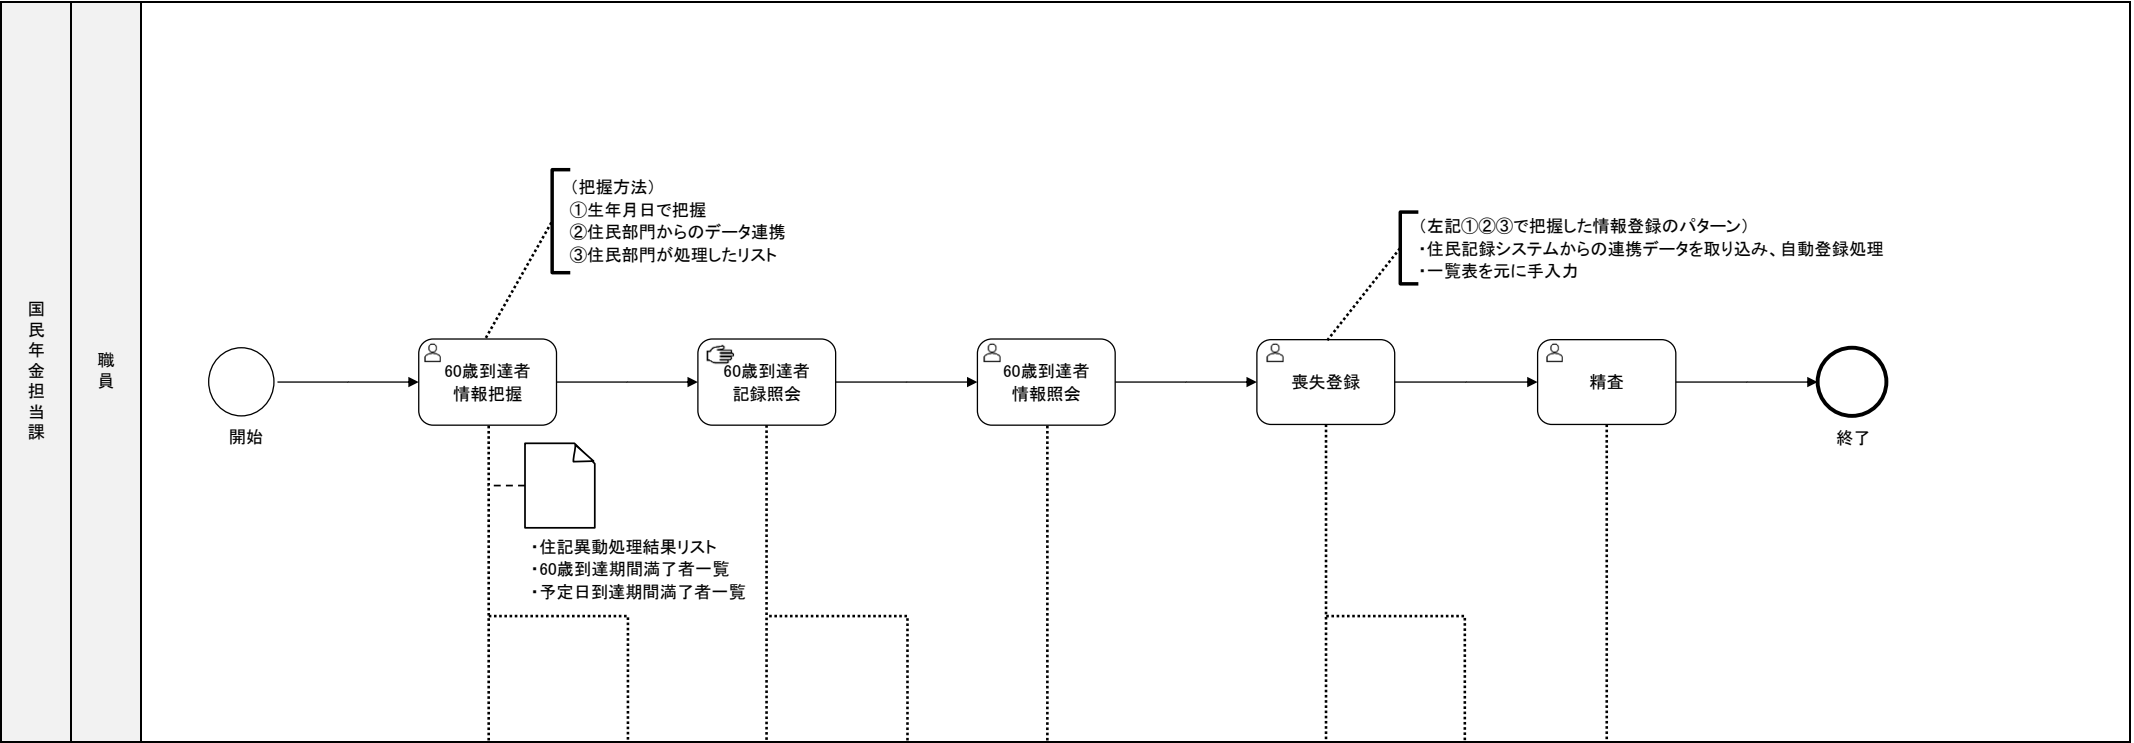 国民年金担当課
職員
（把握方法）
①生年月日で把握
②住民部門からのデータ連携
③住民部門が処理したリスト
（左記①②③で把握した情報登録のパターン）
・住民記録システムからの連携データを取り込み、自動登録処理
・一覧表を元に手入力
開始
60歳到達者
情報把握
60歳到達者
記録照会
60歳到達者
情報照会
喪失登録
精査
終了
・住記異動処理結果リスト
・60歳到達期間満了者一覧
・予定日到達期間満了者一覧